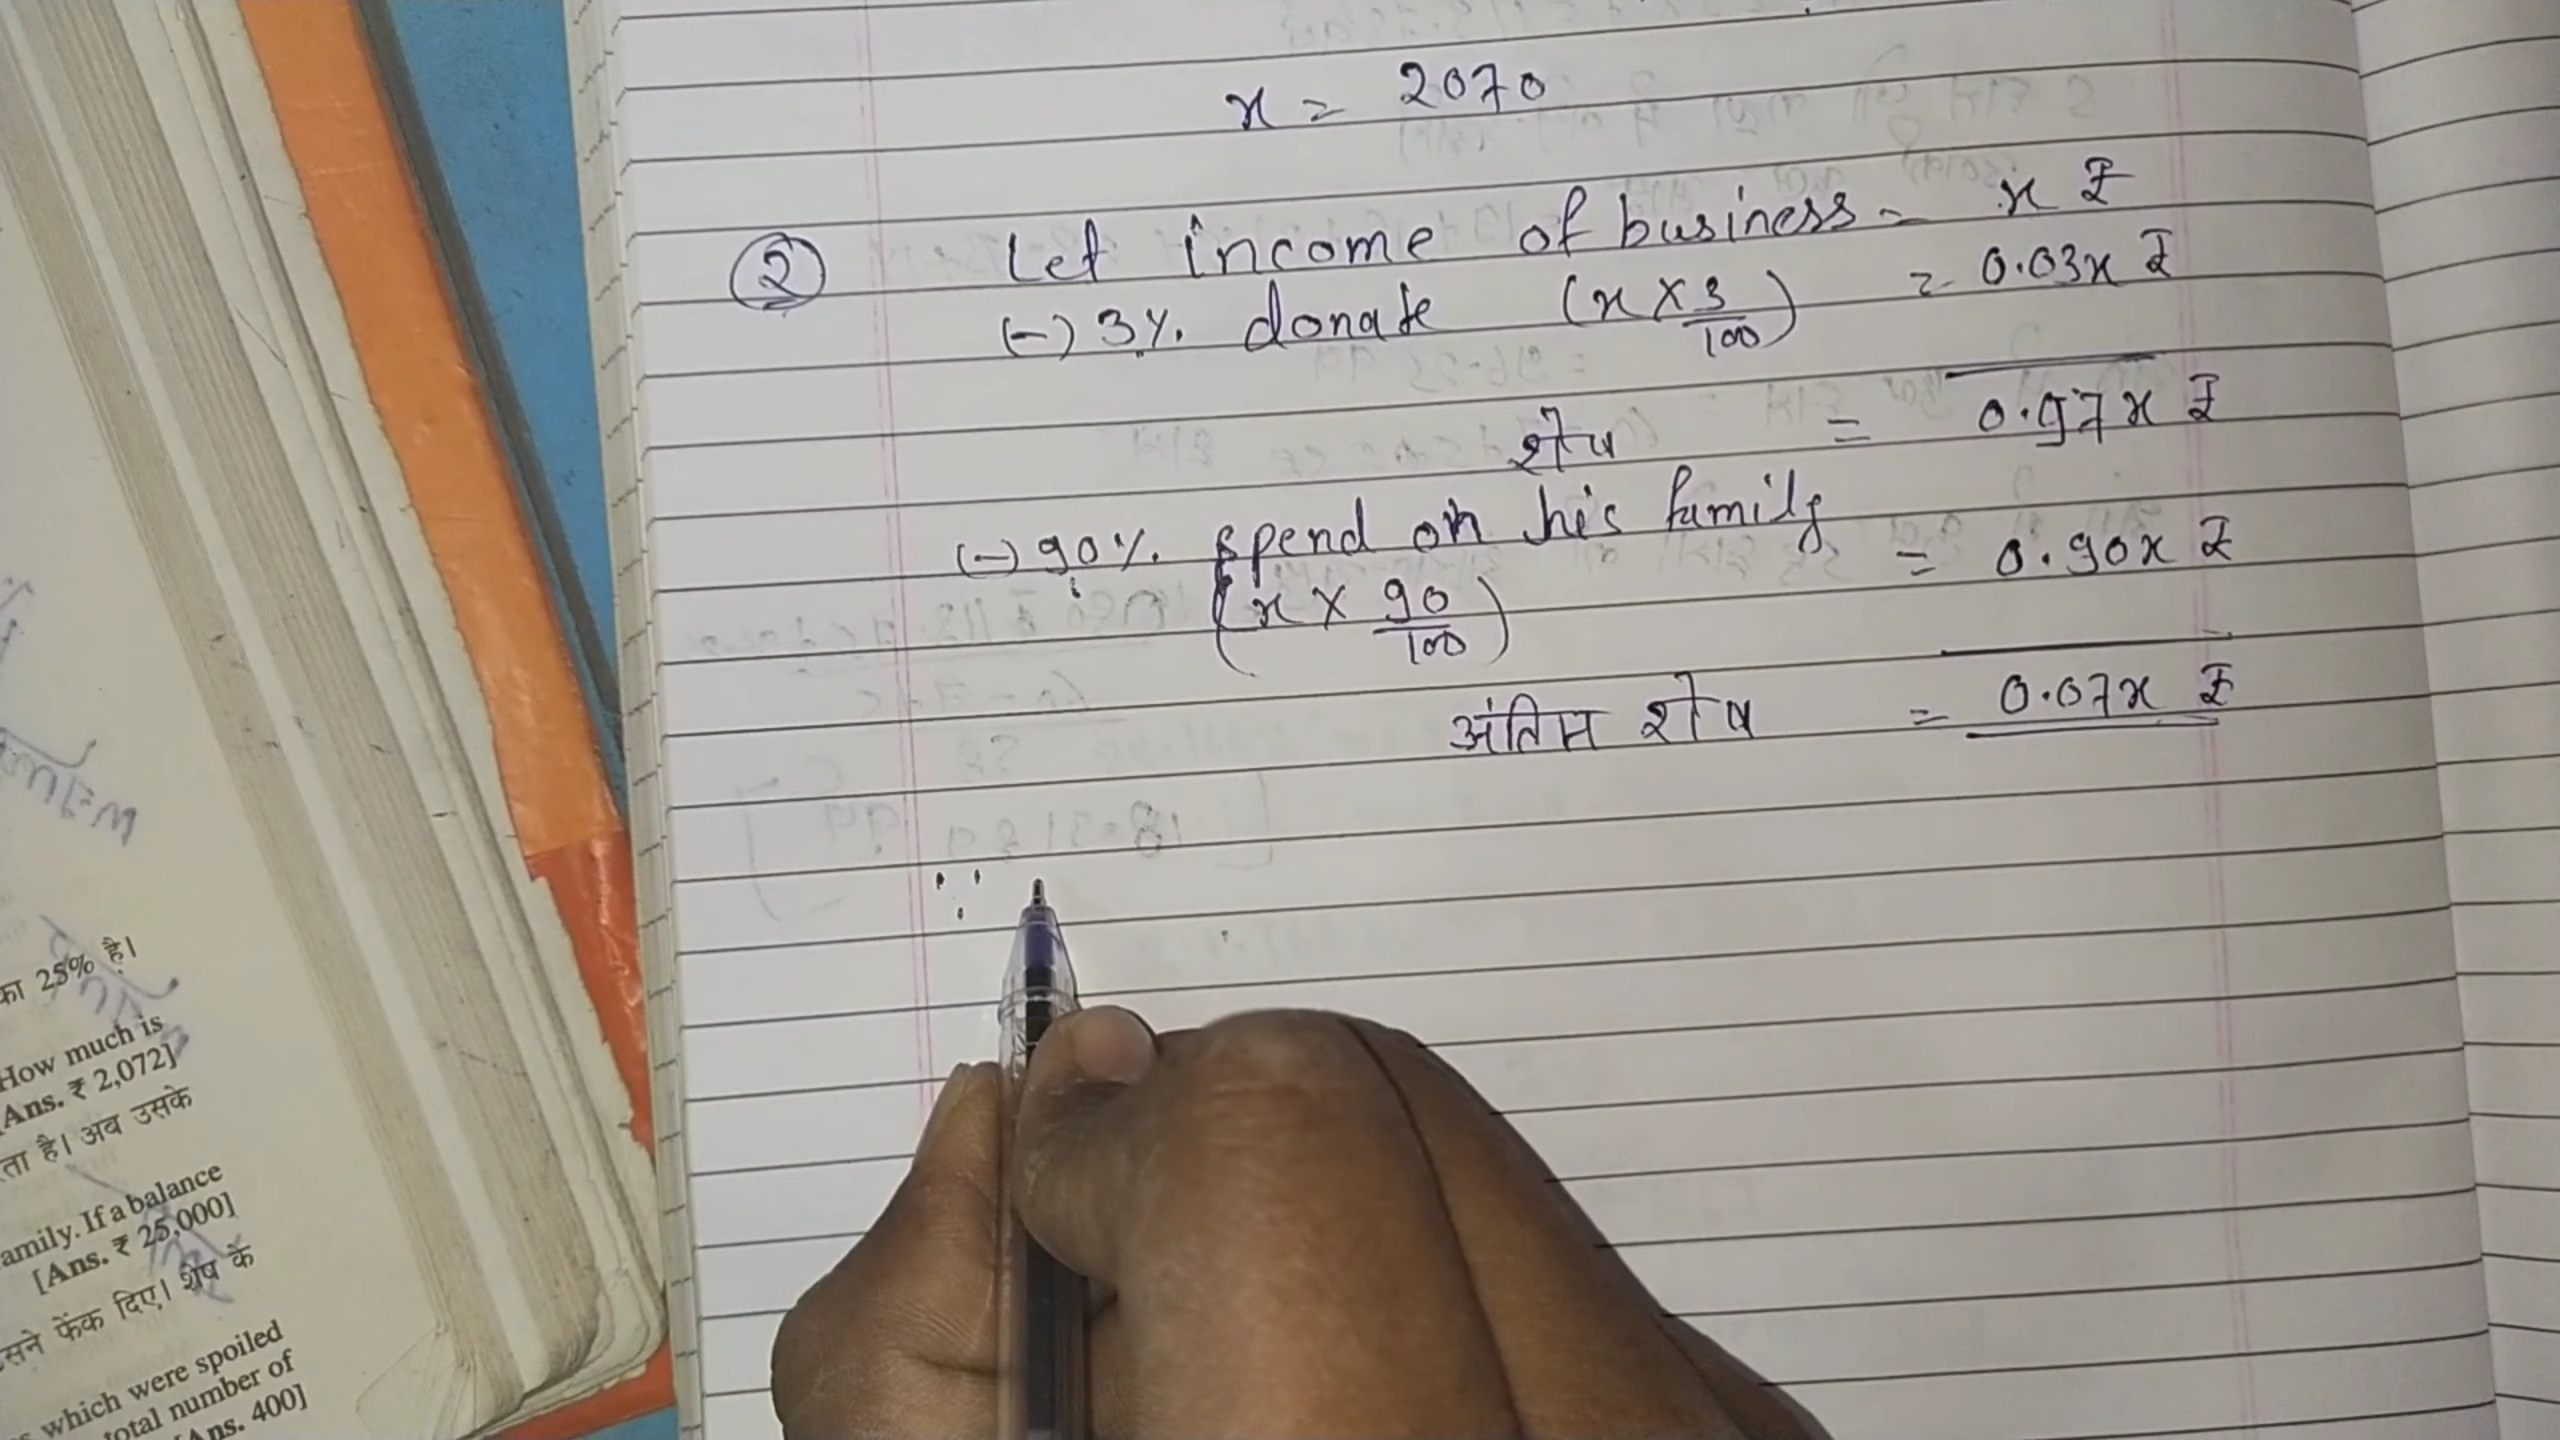 का 25% है।
How much is
Ans. ₹ 2,072]
ता है। अब उसके
amily. If a balance
[Ans. ₹ 25,000]
सने फेंक दिए। शेष के
which were spoiled
total number of
Ans. 400]
x = 2070
② Let income of business = x ₹
(-) 3%. donate (x × 3/100) = 0.03x ₹
शेष = 0.97x ₹
(-) 90%. spend on his family = 0.90x ₹
(x × 90/100)
अंतिम शेष = 0.07x ₹